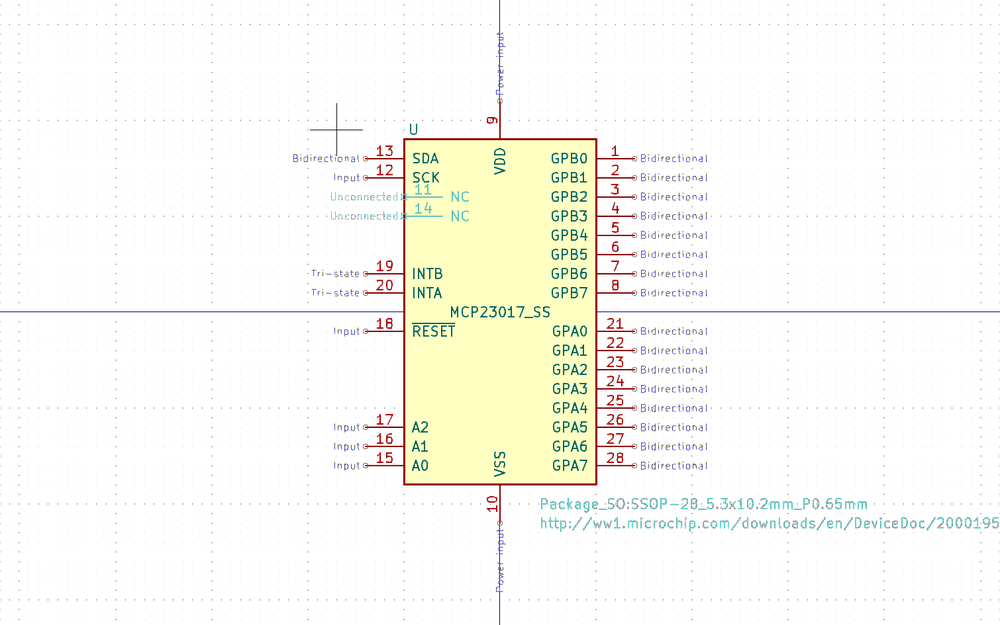 Power input
9
U
VDD
Bidirectional 13 SDA
Input 12 SCK
Unconnected 11 NC
Unconnected 14 NC
Tri-state 19 INTB
Tri-state 20 INTA
MCP23017_SS
Input 18 RESET
Input 17 A2
Input 16 A1
Input 15 A0
GPB0 1 Bidirectional
GPB1 2 Bidirectional
GPB2 3 Bidirectional
GPB3 4 Bidirectional
GPB4 5 Bidirectional
GPB5 6 Bidirectional
GPB6 7 Bidirectional
GPB7 8 Bidirectional
GPA0 21 Bidirectional
GPA1 22 Bidirectional
GPA2 23 Bidirectional
GPA3 24 Bidirectional
GPA4 25 Bidirectional
GPA5 26 Bidirectional
GPA6 27 Bidirectional
GPA7 28 Bidirectional
VSS
10
Power input
Package_SO:SSOP-28_5.3x10.2mm_P0.65mm
http://ww1.microchip.com/downloads/en/DeviceDoc/2000195